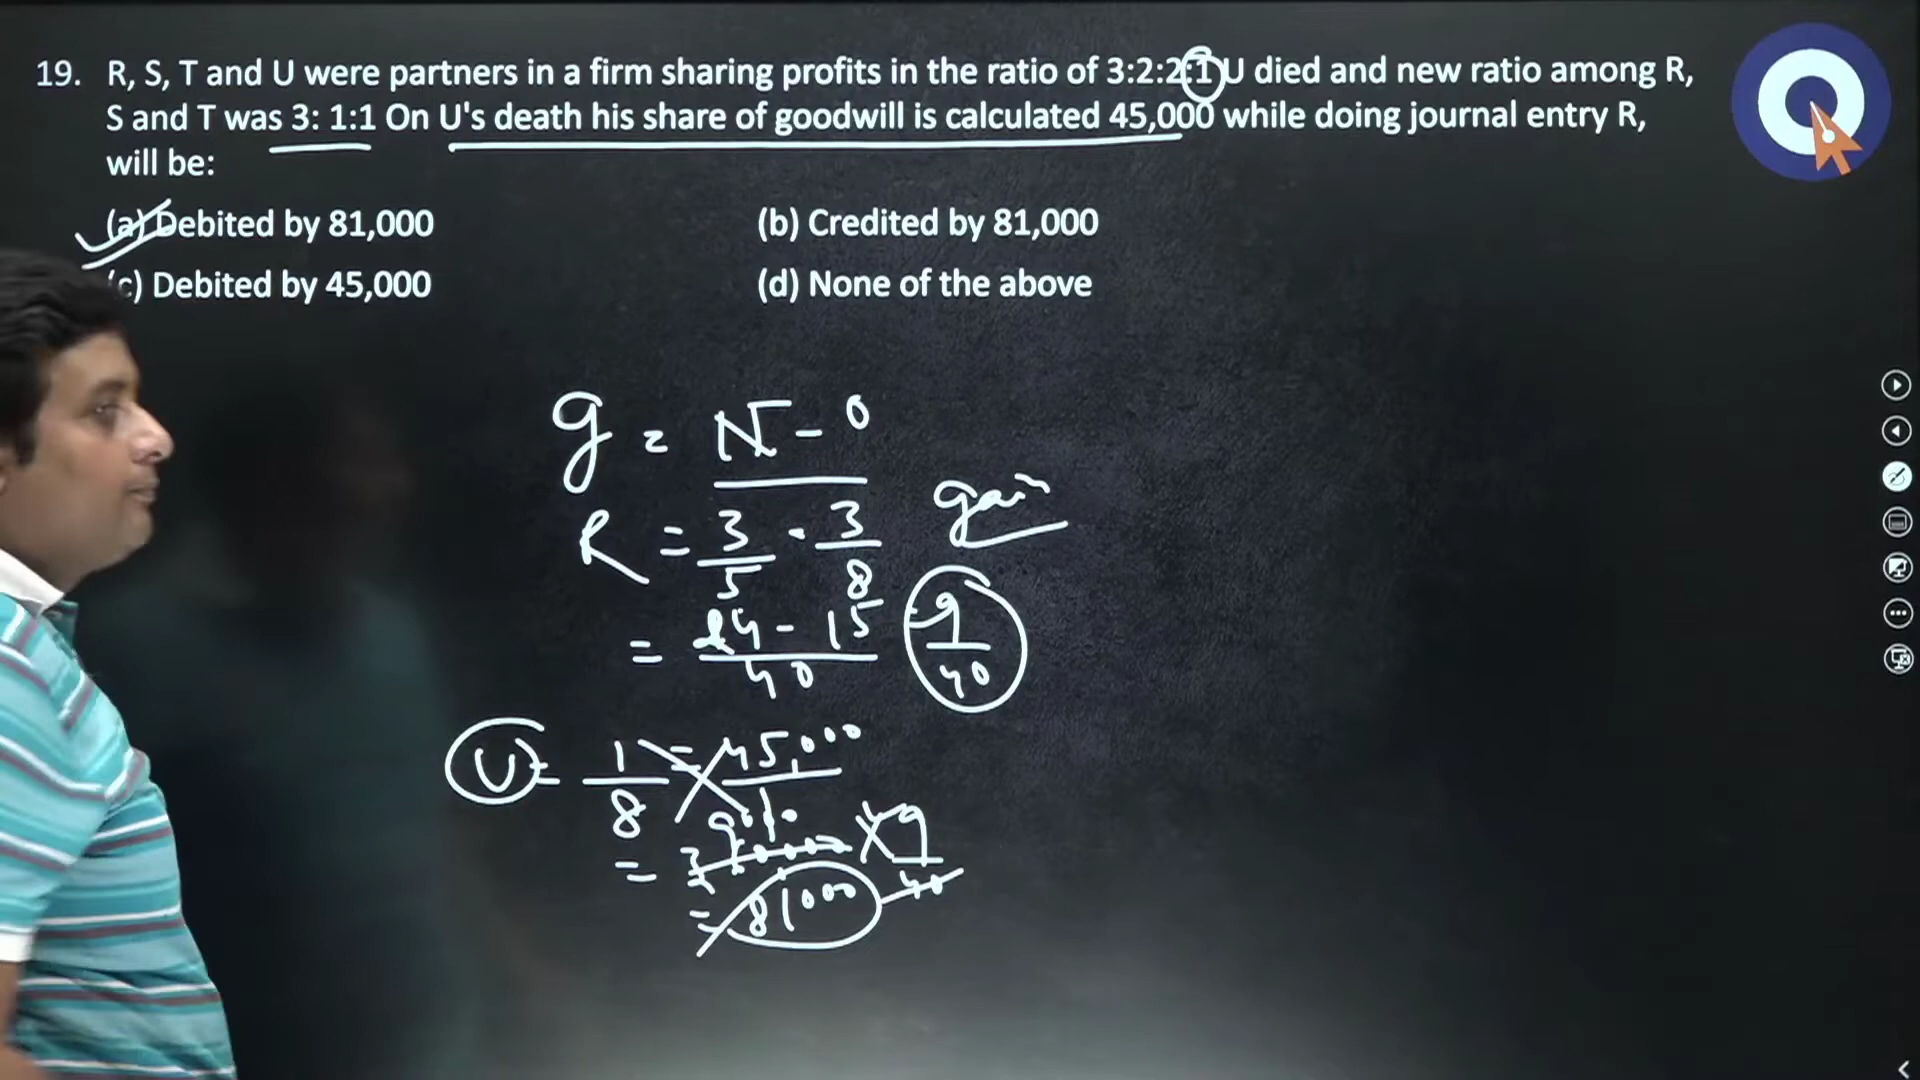 19. R, S, T and U were partners in a firm sharing profits in the ratio of 3:2:2:1 U died and new ratio among R,
S and T was 3: 1:1 On U's death his share of goodwill is calculated 45,000 while doing journal entry R,
will be:
(a) Debited by 81,000
(b) Credited by 81,000
(c) Debited by 45,000
(d) None of the above
g = N - O
R = 3/5 - 3/8 gain
= 24 - 15 / 40 9/40
U = 1/8 = 45,000
= × 9/40
= 81000